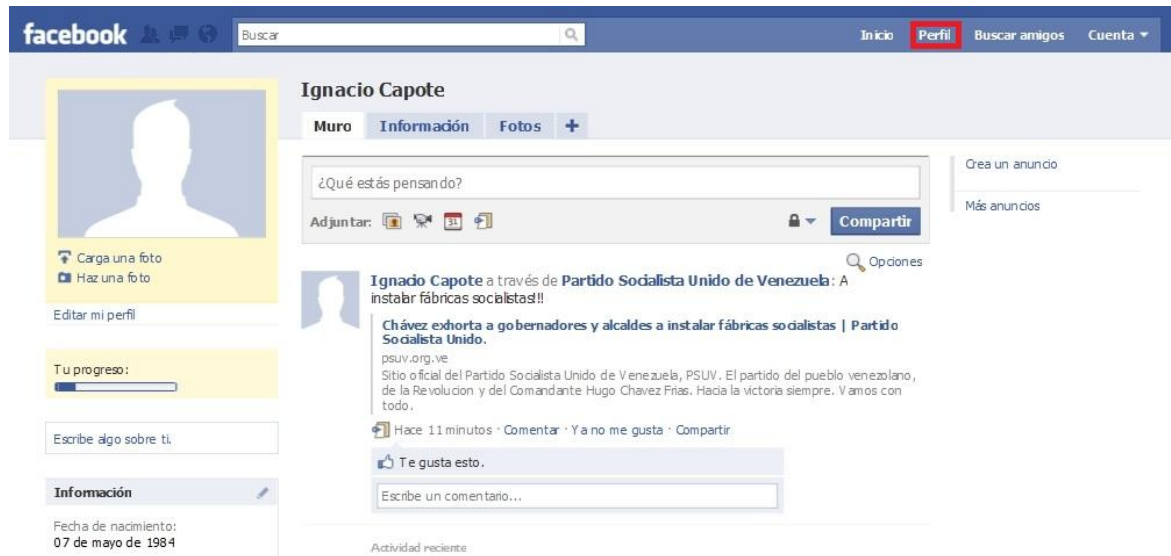 facebook
Buscar
Inicio Perfil Buscar amigos Cuenta
Ignacio Capote
Muro Información Fotos +
¿Qué estás pensando?
Adjuntar: 31
Compartir
Crea un anuncio
Más anuncios
Carga una foto
Haz una foto
Editar mi perfil
Tu progreso:
Escribe algo sobre ti.
Información
Fecha de nacimiento:
07 de mayo de 1984
Opciones
Ignacio Capote a través de Partido Socialista Unido de Venezuela: A
instalar fábricas socialistas!!!
Chávez exhorta a gobernadores y alcaldes a instalar fábricas socialistas | Partido
Socialista Unido.
psuv.org.ve
Sitio oficial del Partido Socialista Unido de Venezuela, PSUV. El partido del pueblo venezolano,
de la Revolucion y del Comandante Hugo Chavez Frias. Hacia la victoria siempre. Vamos con
todo.
Hace 11 minutos · Comentar · Ya no me gusta · Compartir
Te gusta esto.
Escribe un comentario...
Actividad reciente